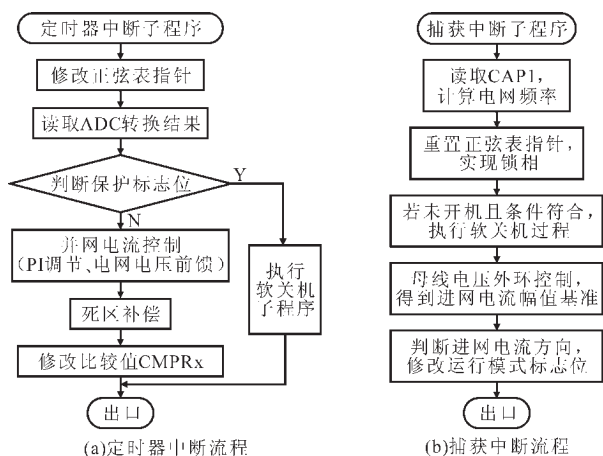 定时器中断子程序
修改正弦表指针
读取ADC转换结果
判断保护标志位
Y
N
并网电流控制
(PI调节、电网电压前馈)
执行
软关机
子程序
死区补偿
修改比较值CMPRx
出口
(a)定时器中断流程
捕获中断子程序
读取CAP1,
计算电网频率
重置正弦表指针,
实现锁相
若未开机且条件符合,
执行软关机过程
母线电压外环控制,
得到进网电流幅值基准
判断进网电流方向,
修改运行模式标志位
出口
(b)捕获中断流程